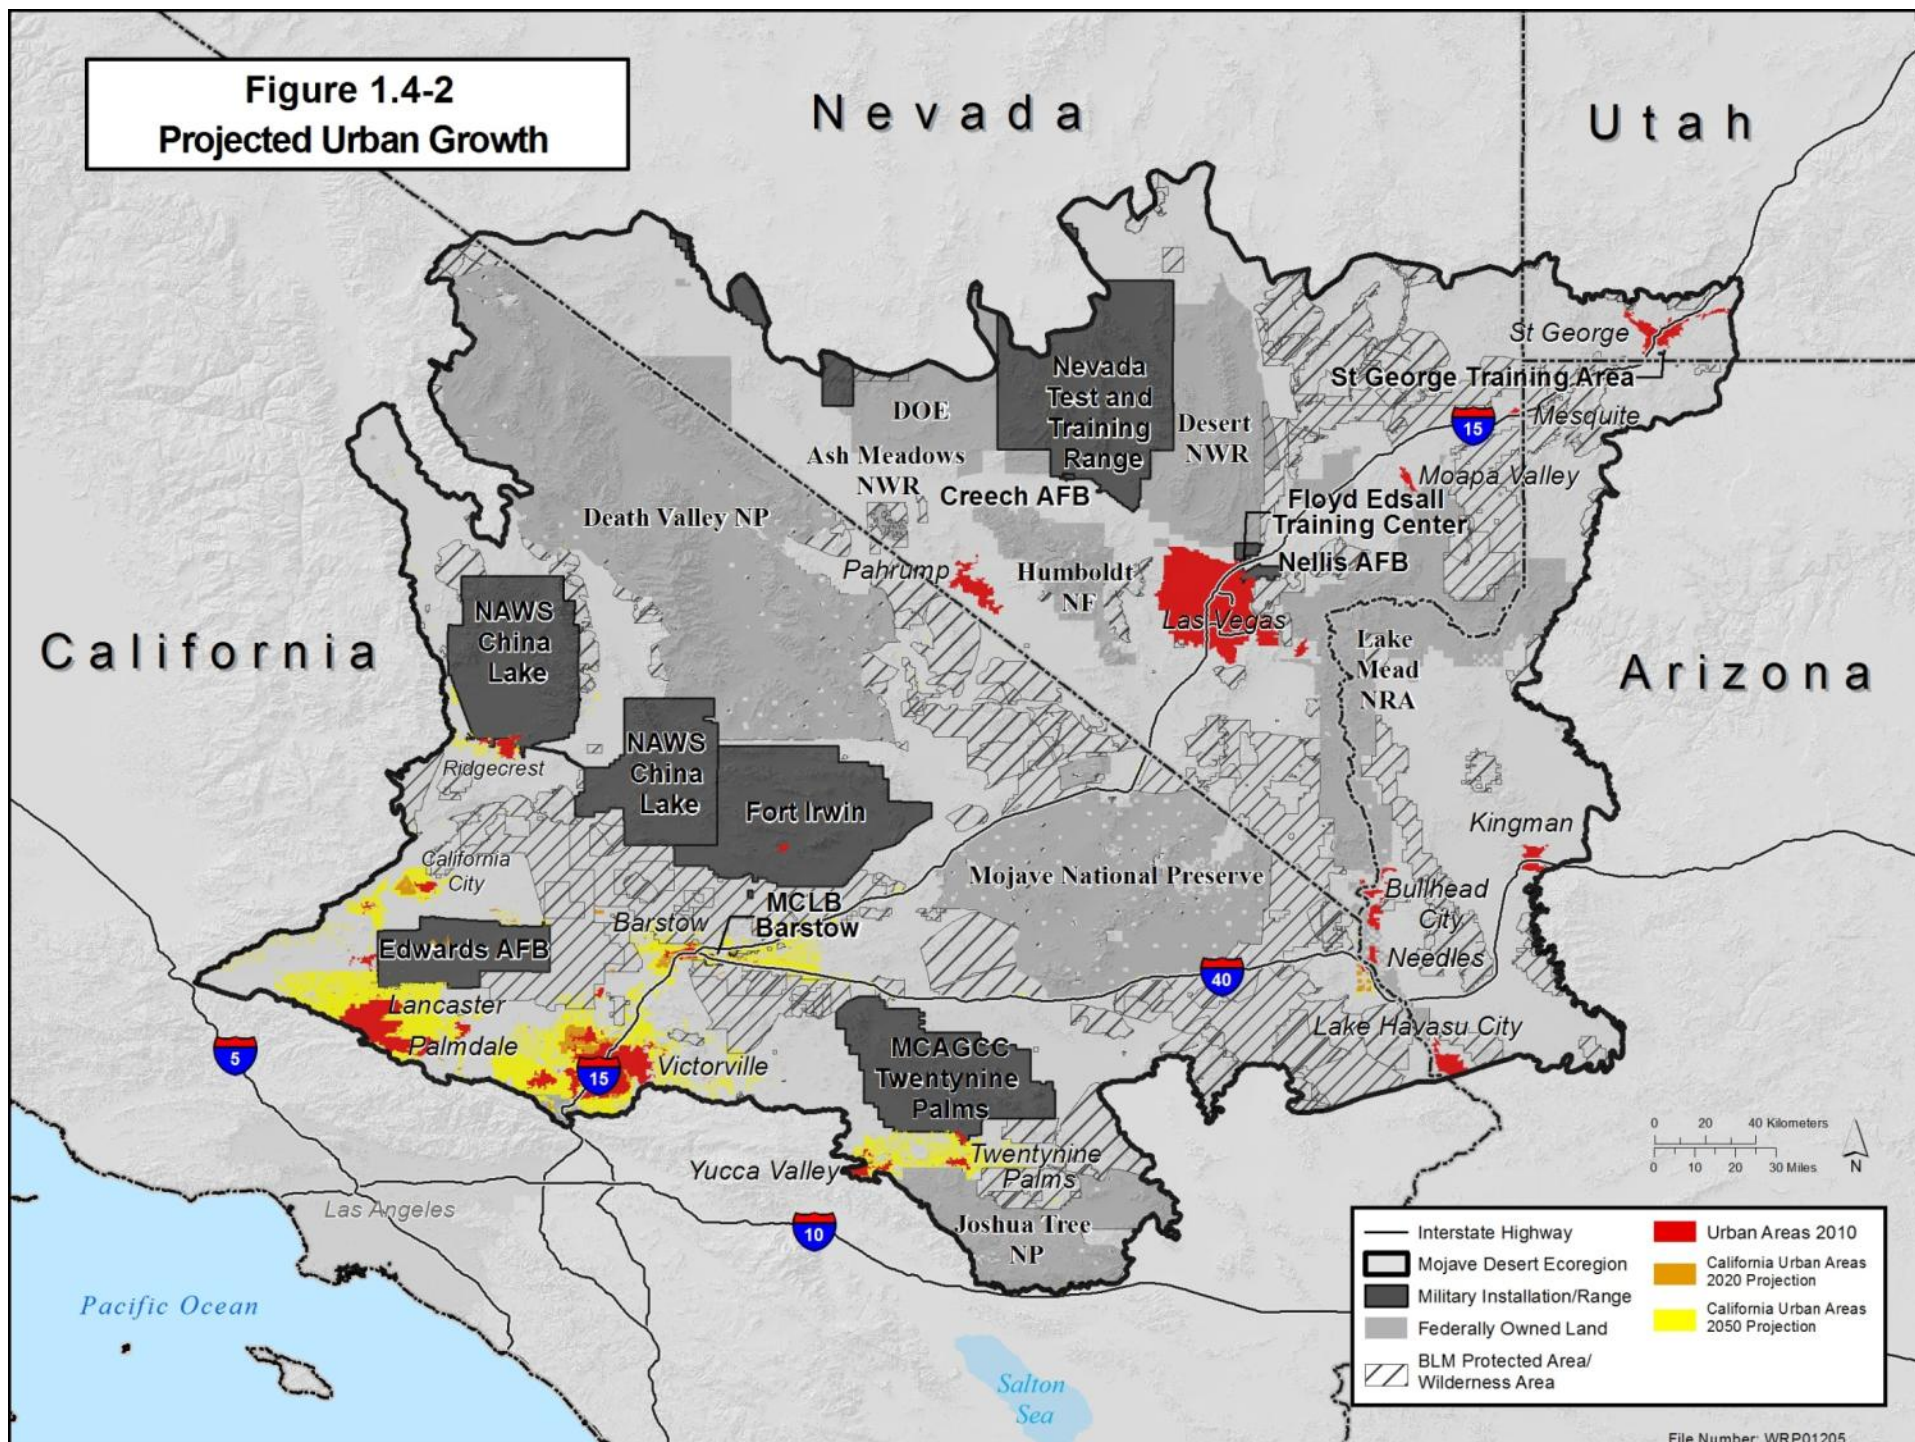 Figure 1.4-2
Projected Urban Growth
Nevada
Utah
California
Arizona
St George
St George Training Area
15
Mesquite
Moapa Valley
Nevada
Test and
Training
Range
DOE
Desert
NWR
Ash Meadows
NWR
Creech AFB
Death Valley NP
Floyd Edsall
Training Center
Nellis AFB
Pahrump
Humboldt
NF
Las Vegas
Lake
Mead
NRA
NAWS
China
Lake
Ridgecrest
NAWS
China
Lake
Fort Irwin
Kingman
California
City
Mojave National Preserve
Bullhead
City
MCLB
Barstow
Barstow
Edwards AFB
Needles
40
Lancaster
Palmdale
Lake Havasu City
5
15
Victorville
MCAGCC
Twentynine
Palms
Yucca Valley
Twentynine
Palms
Los Angeles
10
Joshua Tree
NP
Pacific Ocean
Salton
Sea
0 20 40 Kilometers
0 10 20 30 Miles
N
Interstate Highway
Mojave Desert Ecoregion
Military Installation/Range
Federally Owned Land
BLM Protected Area/
Wilderness Area
Urban Areas 2010
California Urban Areas
2020 Projection
California Urban Areas
2050 Projection
File Number: WRP01205